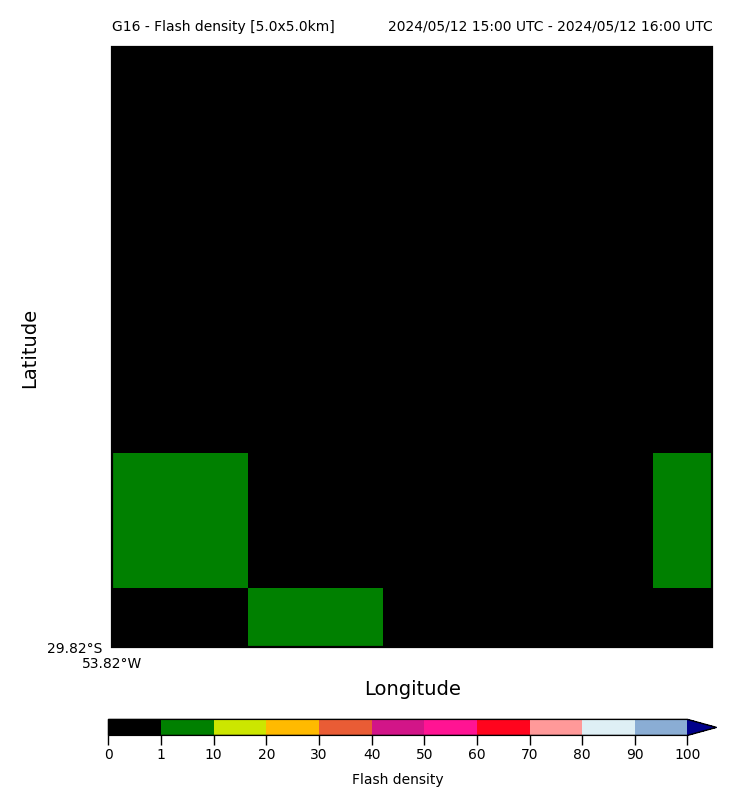 G16 - Flash density [5.0x5.0km] 2024/05/12 15:00 UTC - 2024/05/12 16:00 UTC
Latitude
29.82°S
53.82°W
Longitude
0 1 10 20 30 40 50 60 70 80 90 100
Flash density